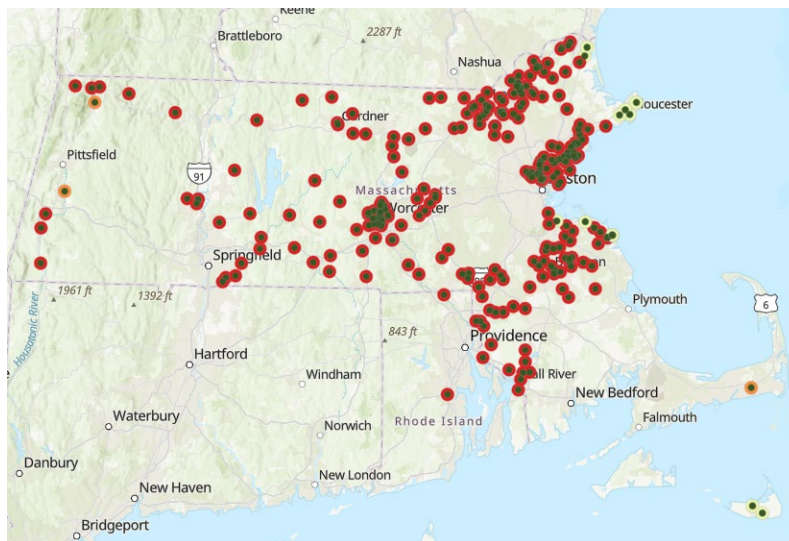 Keene
Brattleboro
2287 ft
Nashua
Gardner
oucester
Pittsfield
91
ston
Massachusetts
Worcester
Springfield
1961 ft
1392 ft
Plymouth
6
Housatonic River
843 ft
Providence
Hartford
Windham
all River
New Bedford
Waterbury
Rhode Island
Falmouth
Norwich
Danbury
New London
New Haven
Bridgeport